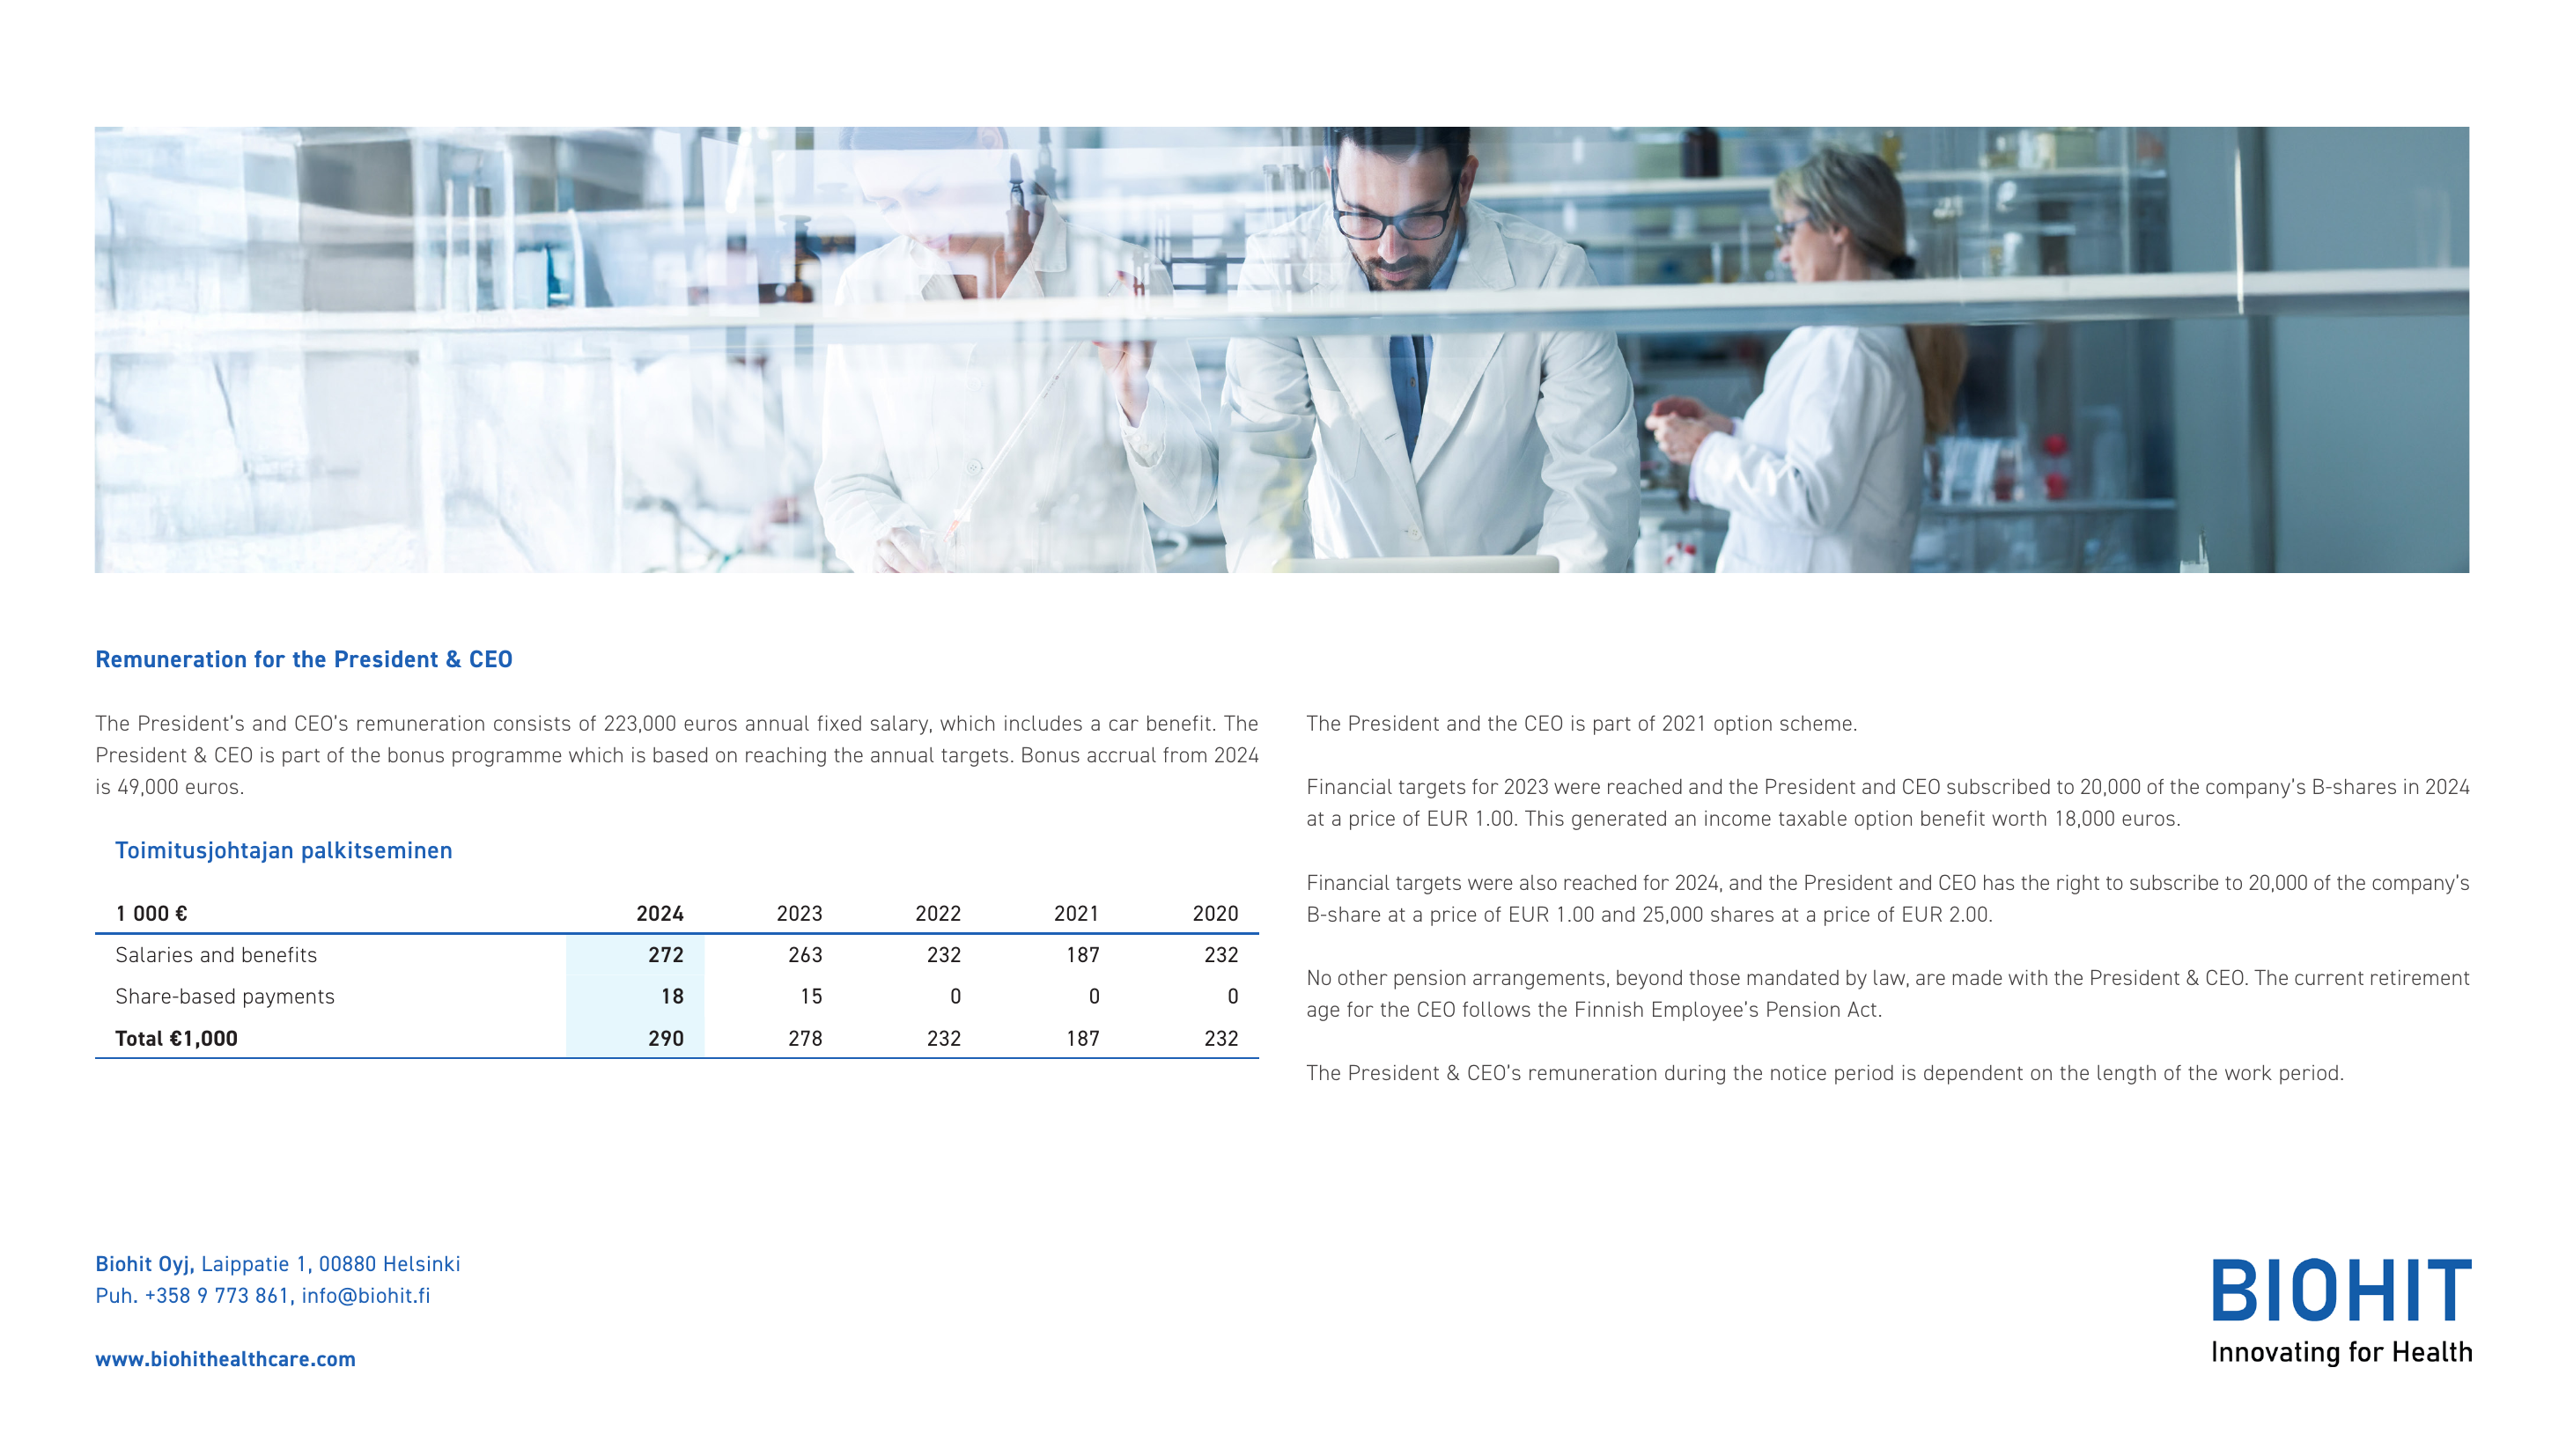 Remuneration for the President & CEO
The President's and CEO's remuneration consists of 223,000 euros annual fixed salary, which includes a car benefit. The
President & CEO is part of the bonus programme which is based on reaching the annual targets. Bonus accrual from 2024
is 49,000 euros.
Toimitusjohtajan palkitseminen
1 000 € 2024 2023 2022 2021 2020
Salaries and benefits 272 263 232 187 232
Share-based payments 18 15 0 0 0
Total €1,000 290 278 232 187 232
The President and the CEO is part of 2021 option scheme.
Financial targets for 2023 were reached and the President and CEO subscribed to 20,000 of the company's B-shares in 2024
at a price of EUR 1.00. This generated an income taxable option benefit worth 18,000 euros.
Financial targets were also reached for 2024, and the President and CEO has the right to subscribe to 20,000 of the company's
B-share at a price of EUR 1.00 and 25,000 shares at a price of EUR 2.00.
No other pension arrangements, beyond those mandated by law, are made with the President & CEO. The current retirement
age for the CEO follows the Finnish Employee's Pension Act.
The President & CEO's remuneration during the notice period is dependent on the length of the work period.
Biohit Oyj, Laippatie 1, 00880 Helsinki
Puh. +358 9 773 861, info@biohit.fi
www.biohithealthcare.com
BIOHIT
Innovating for Health